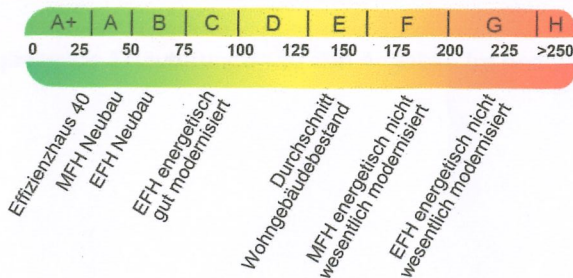 A+ A B C D E F G H
0 25 50 75 100 125 150 175 200 225 >250
Effizienzhaus 40
MFH Neubau
EFH Neubau
EFH energetisch
gut modernisiert
Durchschnitt
Wohngebäudebestand
MFH energetisch nicht
wesentlich modernisiert
EFH energetisch nicht
wesentlich modernisiert